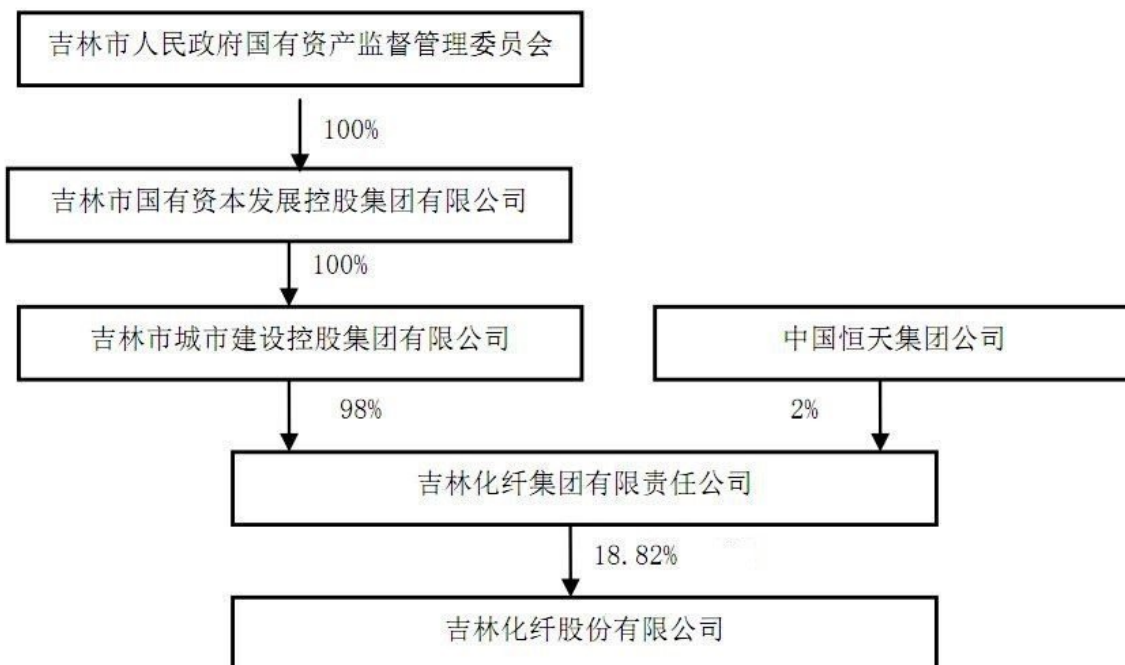 吉林市人民政府国有资产监督管理委员会
100%
吉林市国有资本发展控股集团有限公司
100%
吉林市城市建设控股集团有限公司
中国恒天集团公司
98%
2%
吉林化纤集团有限责任公司
18.82%
吉林化纤股份有限公司